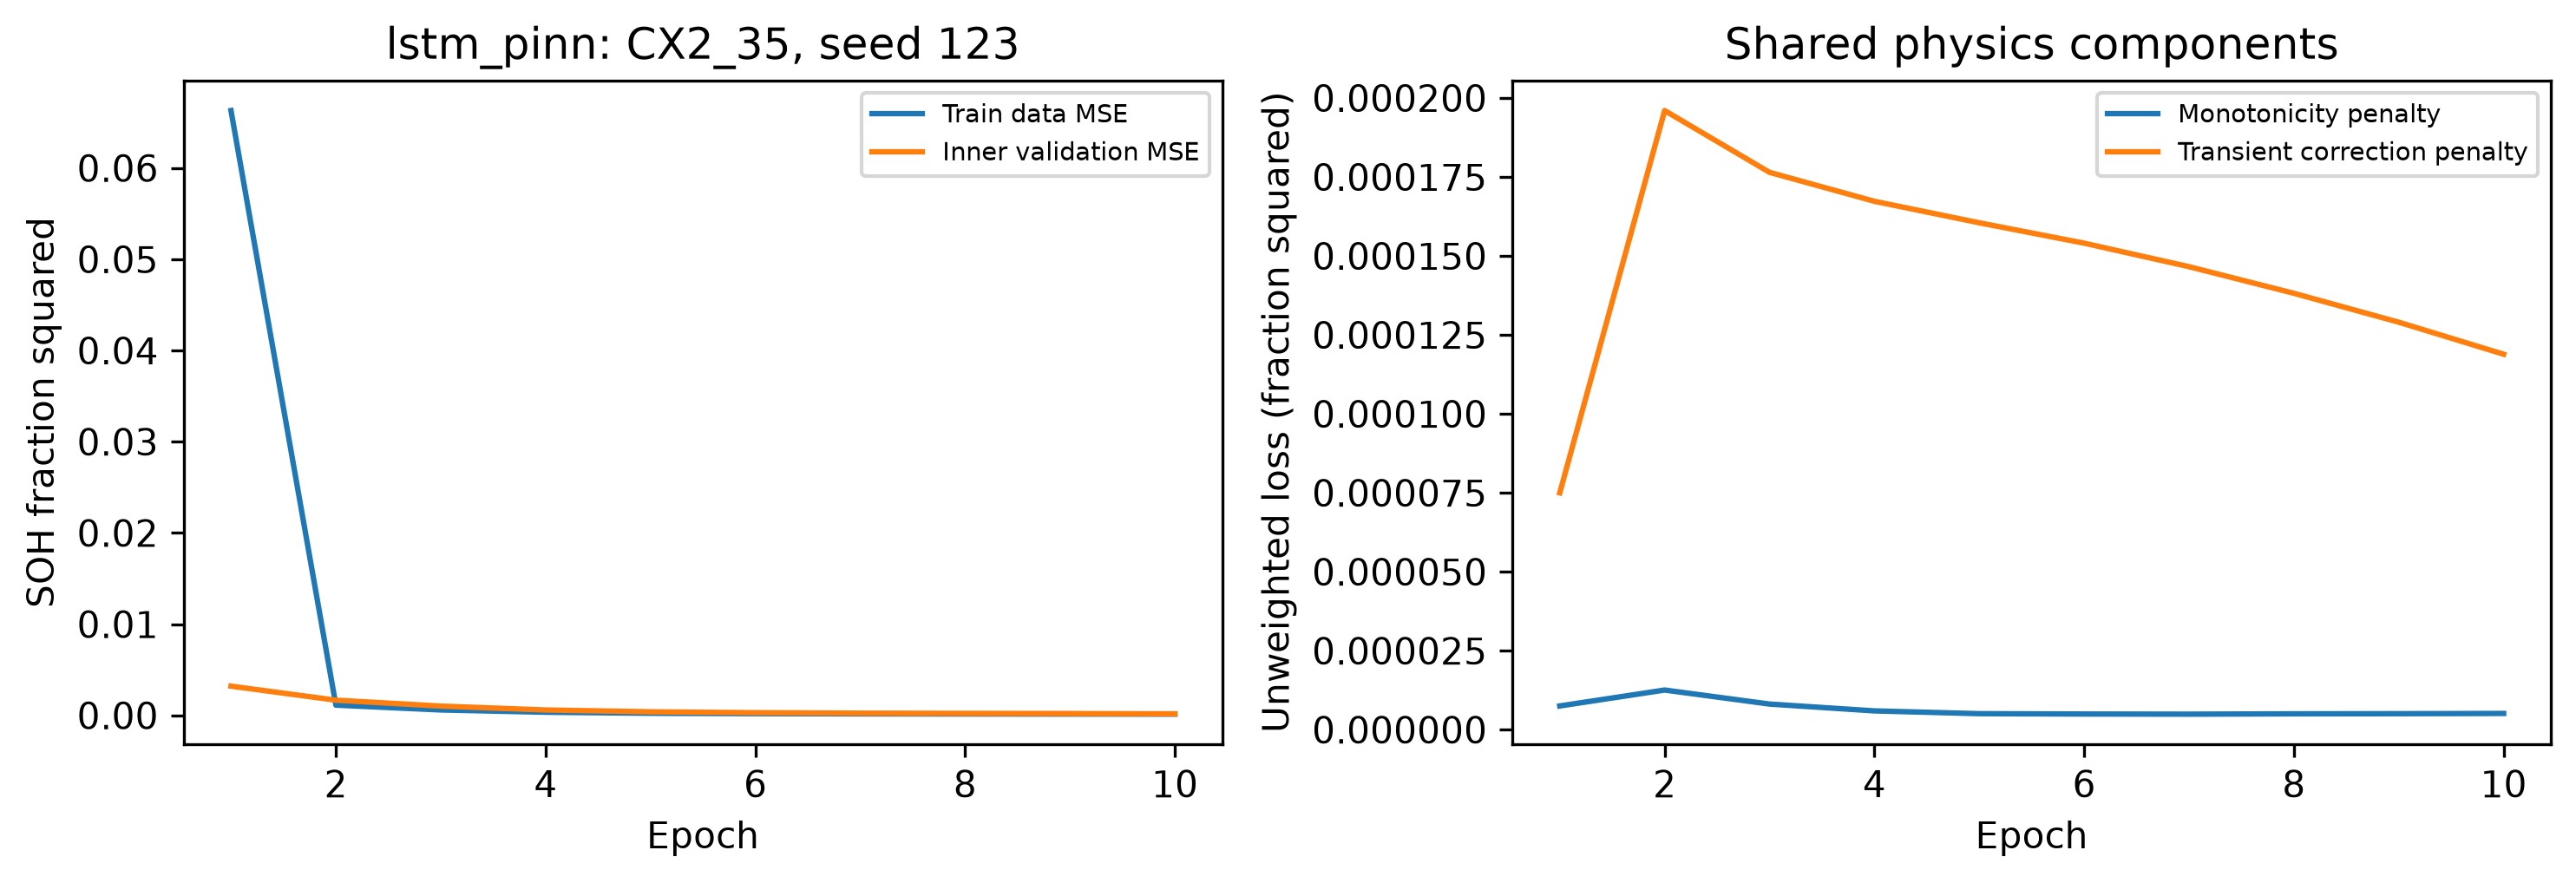 lstm_pinn: CX2_35, seed 123
SOH fraction squared
0.06
0.05
0.04
0.03
0.02
0.01
0.00
Train data MSE
Inner validation MSE
2 4 6 8 10
Epoch
Shared physics components
Unweighted loss (fraction squared)
0.000200
0.000175
0.000150
0.000125
0.000100
0.000075
0.000050
0.000025
0.000000
Monotonicity penalty
Transient correction penalty
2 4 6 8 10
Epoch